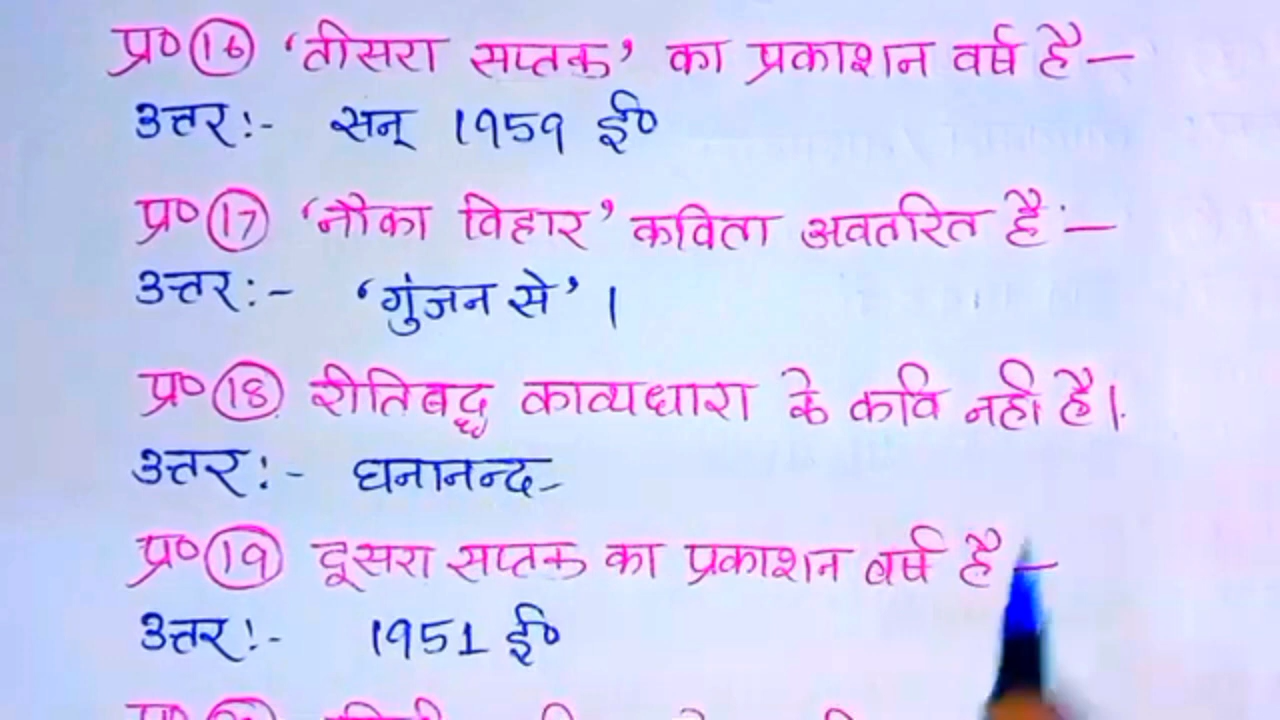 प्र० 16 ‘तीसरा सप्तक’ का प्रकाशन वर्ष है —
उत्तर :- सन् 1959 ई०
प्र० 17 ‘नौका विहार’ कविता अवतरित है :—
उत्तर :- ‘गुंजन से’ ।
प्र० 18 रीतिबद्ध काव्यधारा के कवि नही है ।
उत्तर :- घनानन्द -
प्र० 19 दूसरा सप्तक का प्रकाशन वर्ष है —
उत्तर :- 1951 ई०